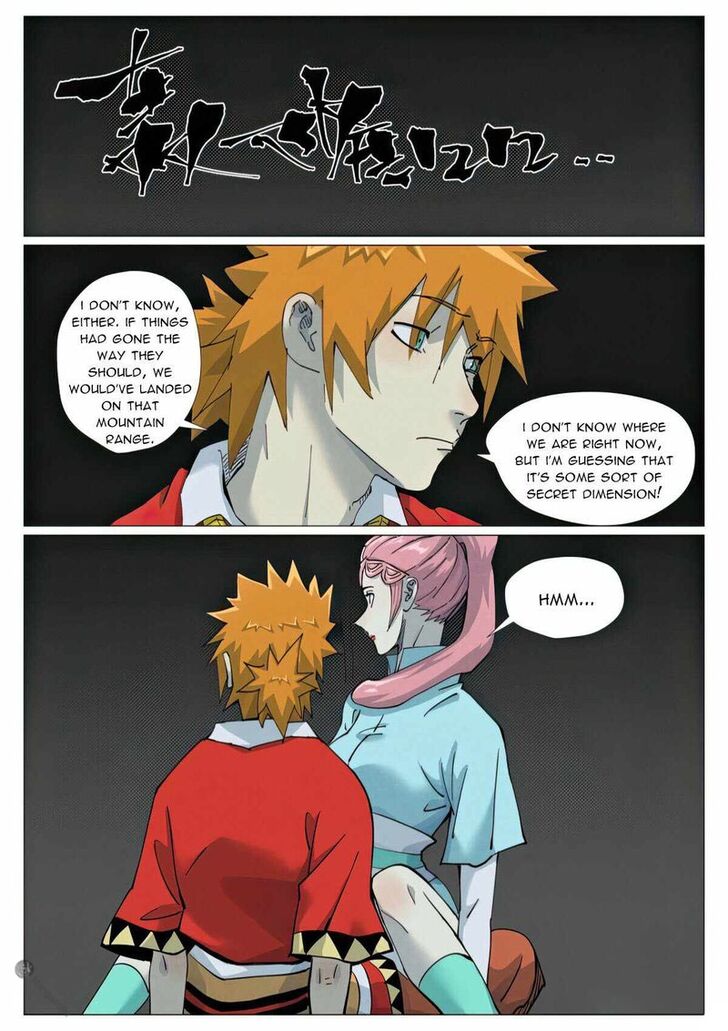 I DON'T KNOW,
EITHER. IF THINGS
HAD GONE THE
WAY THEY
SHOULD, WE
WOULD'VE LANDED
ON THAT
MOUNTAIN
RANGE.
I DON'T KNOW WHERE
WE ARE RIGHT NOW,
BUT I'M GUESSING THAT
IT'S SOME SORT OF
SECRET DIMENSION!
HMM...